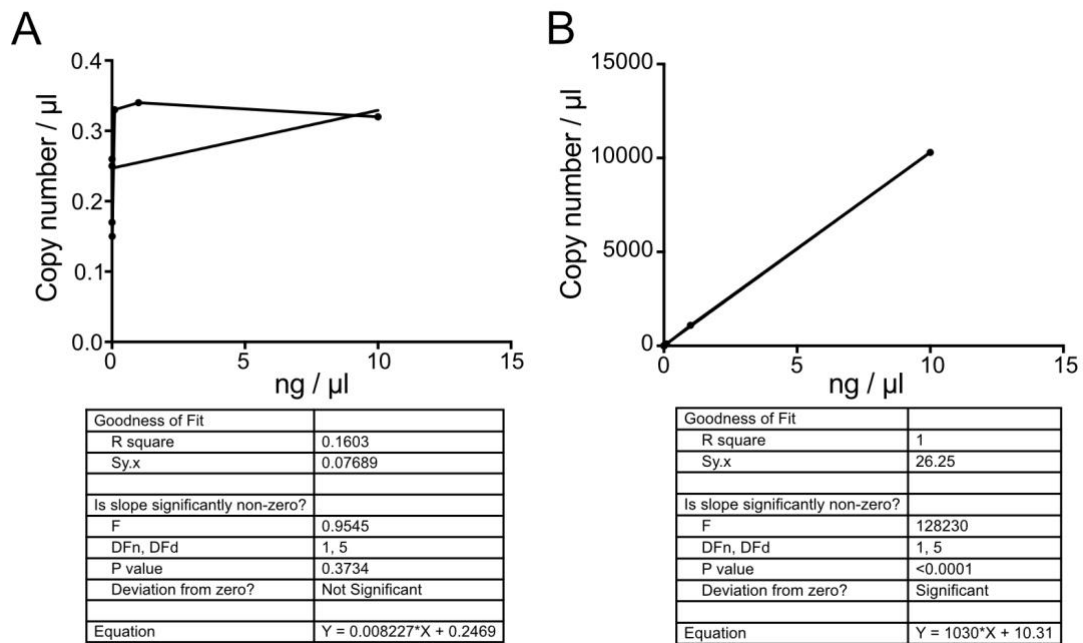 A
0.4
0.3
0.2
0.1
0.0
Copy number / µl
0 5 10 15
ng / µl
Goodness of Fit
R square 0.1603
Sy.x 0.07689
Is slope significantly non-zero?
F 0.9545
DFn, DFd 1, 5
P value 0.3734
Deviation from zero? Not Significant
Equation Y = 0.008227*X + 0.2469
B
15000
10000
5000
0
Copy number / µl
0 5 10 15
ng / µl
Goodness of Fit
R square 1
Sy.x 26.25
Is slope significantly non-zero?
F 128230
DFn, DFd 1, 5
P value <0.0001
Deviation from zero? Significant
Equation Y = 1030*X + 10.31